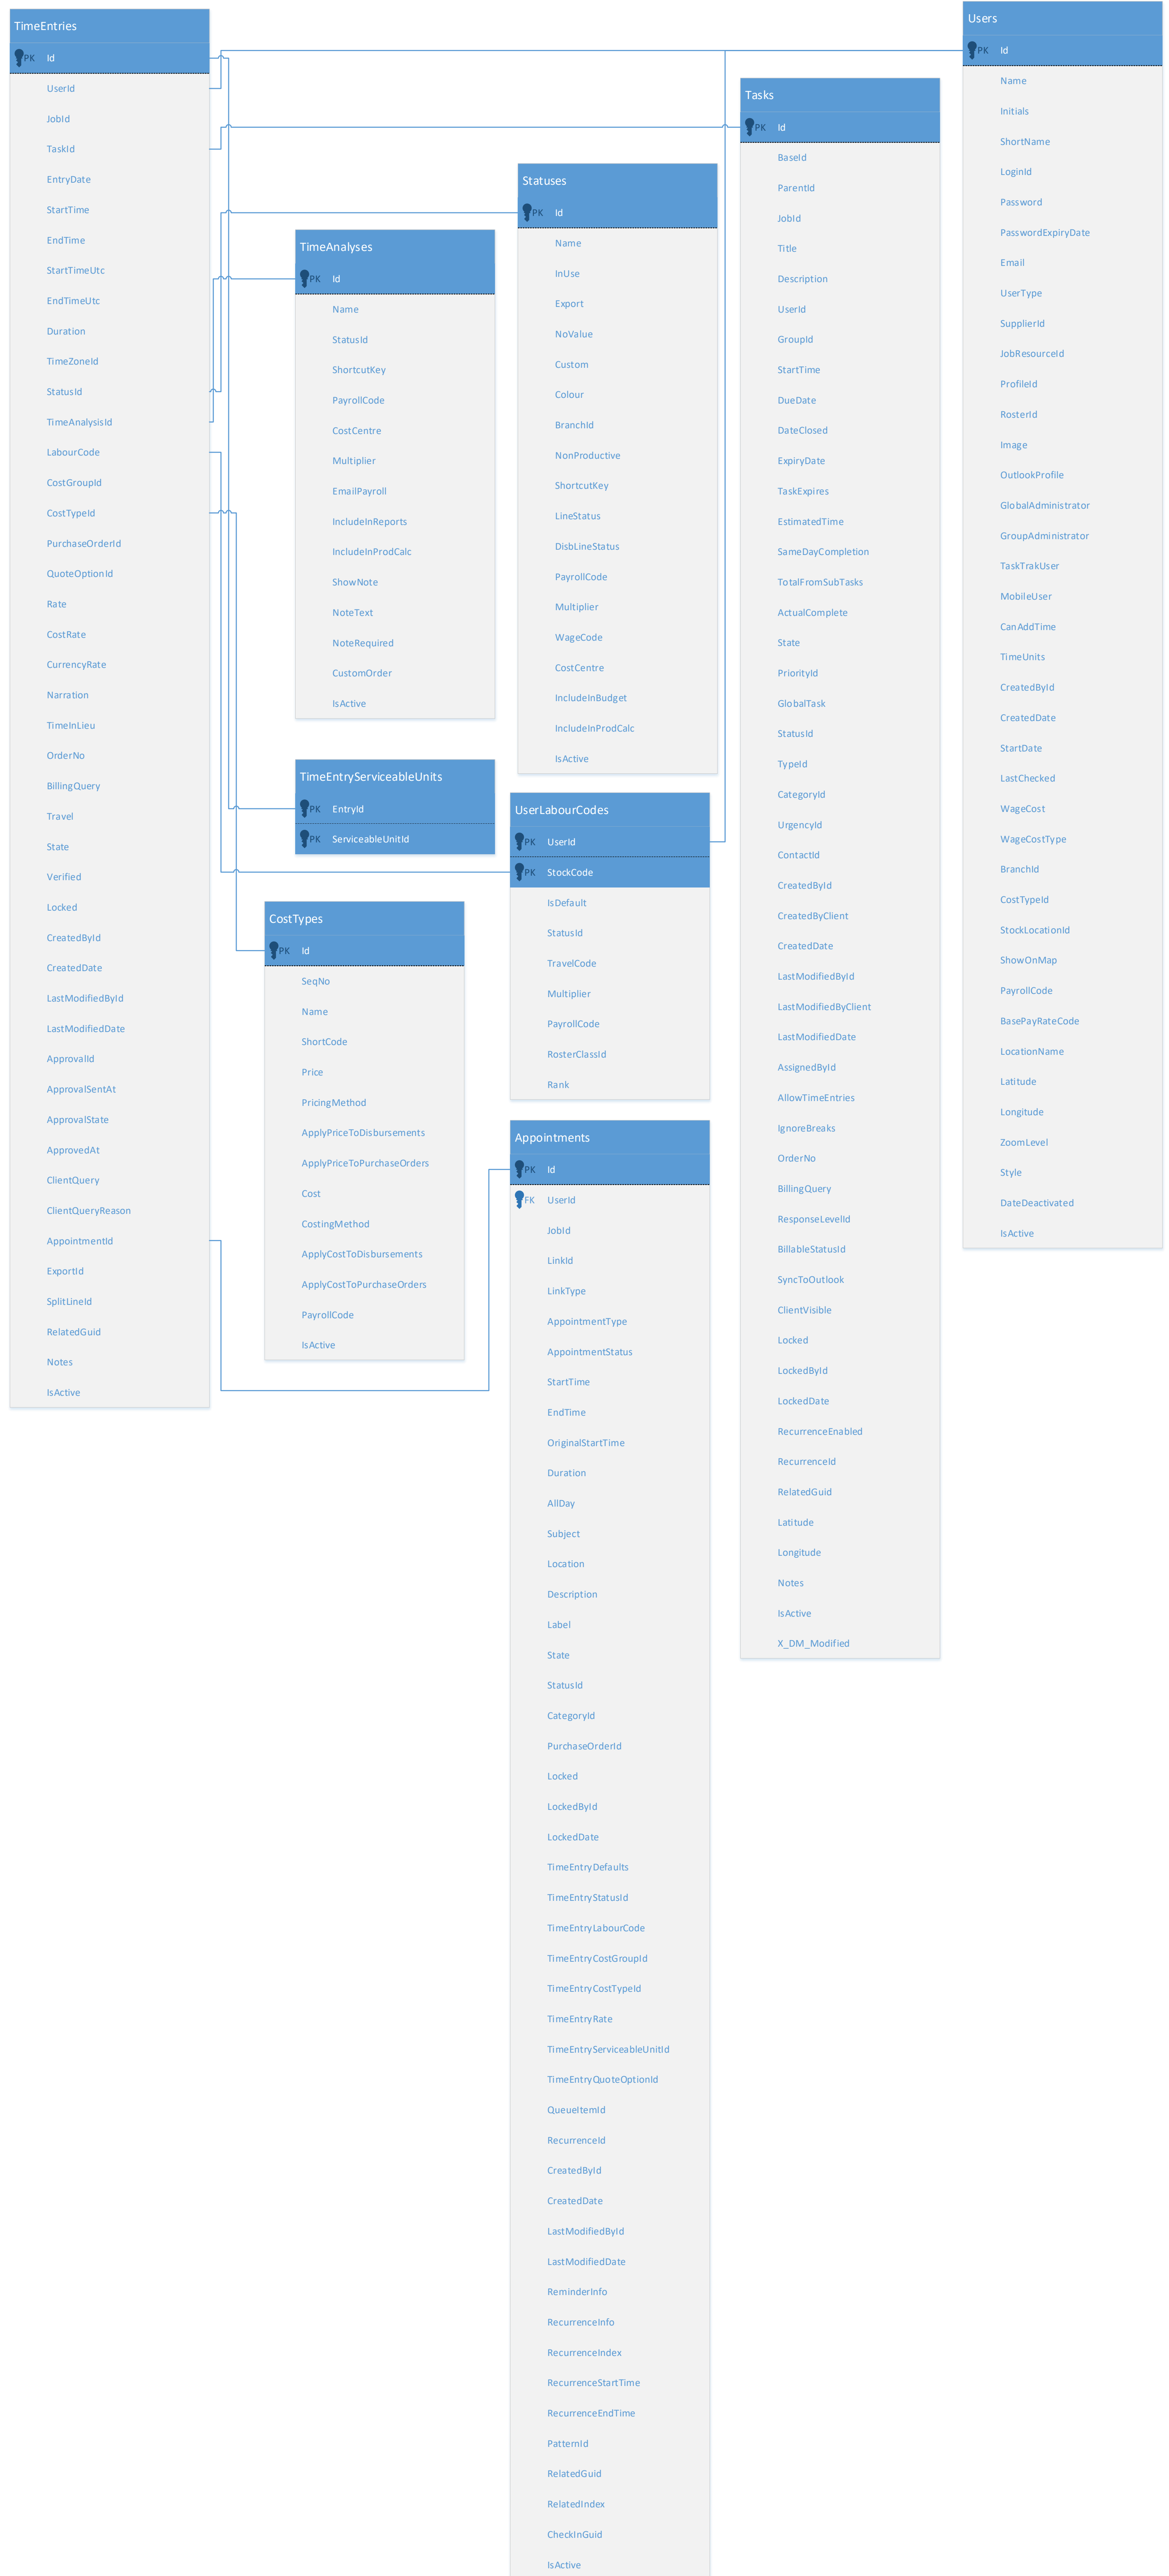 TimeEntries
PK Id
UserId
JobId
TaskId
EntryDate
StartTime
EndTime
StartTimeUtc
EndTimeUtc
Duration
TimeZoneId
StatusId
TimeAnalysisId
LabourCode
CostGroupId
CostTypeId
PurchaseOrderId
QuoteOptionId
Rate
CostRate
CurrencyRate
Narration
TimeInLieu
OrderNo
BillingQuery
Travel
State
Verified
Locked
CreatedById
CreatedDate
LastModifiedById
LastModifiedDate
ApprovalId
ApprovalSentAt
ApprovalState
ApprovedAt
ClientQuery
ClientQueryReason
AppointmentId
ExportId
SplitLineId
RelatedGuid
Notes
IsActive
TimeAnalyses
PK Id
Name
StatusId
ShortcutKey
PayrollCode
CostCentre
Multiplier
EmailPayroll
IncludeInReports
IncludeInProdCalc
ShowNote
NoteText
NoteRequired
CustomOrder
IsActive
TimeEntryServiceableUnits
PK EntryId
PK ServiceableUnitId
CostTypes
PK Id
SeqNo
Name
ShortCode
Price
PricingMethod
ApplyPriceToDisbursements
ApplyPriceToPurchaseOrders
Cost
CostingMethod
ApplyCostToDisbursements
ApplyCostToPurchaseOrders
PayrollCode
IsActive
Statuses
PK Id
Name
InUse
Export
NoValue
Custom
Colour
BranchId
NonProductive
ShortcutKey
LineStatus
DisbLineStatus
PayrollCode
Multiplier
WageCode
CostCentre
IncludeInBudget
IncludeInProdCalc
IsActive
UserLabourCodes
PK UserId
PK StockCode
IsDefault
StatusId
TravelCode
Multiplier
PayrollCode
RosterClassId
Rank
Appointments
PK Id
FK UserId
JobId
LinkId
LinkType
AppointmentType
AppointmentStatus
StartTime
EndTime
OriginalStartTime
Duration
AllDay
Subject
Location
Description
Label
State
StatusId
CategoryId
PurchaseOrderId
Locked
LockedById
LockedDate
TimeEntryDefaults
TimeEntryStatusId
TimeEntryLabourCode
TimeEntryCostGroupId
TimeEntryCostTypeId
TimeEntryRate
TimeEntryServiceableUnitId
TimeEntryQuoteOptionId
QueueItemId
RecurrenceId
CreatedById
CreatedDate
LastModifiedById
LastModifiedDate
ReminderInfo
RecurrenceInfo
RecurrenceIndex
RecurrenceStartTime
RecurrenceEndTime
PatternId
RelatedGuid
RelatedIndex
CheckInGuid
IsActive
Tasks
PK Id
BaseId
ParentId
JobId
Title
Description
UserId
GroupId
StartTime
DueDate
DateClosed
ExpiryDate
TaskExpires
EstimatedTime
SameDayCompletion
TotalFromSubTasks
ActualComplete
State
PriorityId
GlobalTask
StatusId
TypeId
CategoryId
UrgencyId
ContactId
CreatedById
CreatedByClient
CreatedDate
LastModifiedById
LastModifiedByClient
LastModifiedDate
AssignedById
AllowTimeEntries
IgnoreBreaks
OrderNo
BillingQuery
ResponseLevelId
BillableStatusId
SyncToOutlook
ClientVisible
Locked
LockedById
LockedDate
RecurrenceEnabled
RecurrenceId
RelatedGuid
Latitude
Longitude
Notes
IsActive
X_DM_Modified
Users
PK Id
Name
Initials
ShortName
LoginId
Password
PasswordExpiryDate
Email
UserType
SupplierId
JobResourceId
ProfileId
RosterId
Image
OutlookProfile
GlobalAdministrator
GroupAdministrator
TaskTrakUser
MobileUser
CanAddTime
TimeUnits
CreatedById
CreatedDate
StartDate
LastChecked
WageCost
WageCostType
BranchId
CostTypeId
StockLocationId
ShowOnMap
PayrollCode
BasePayRateCode
LocationName
Latitude
Longitude
ZoomLevel
Style
DateDeactivated
IsActive